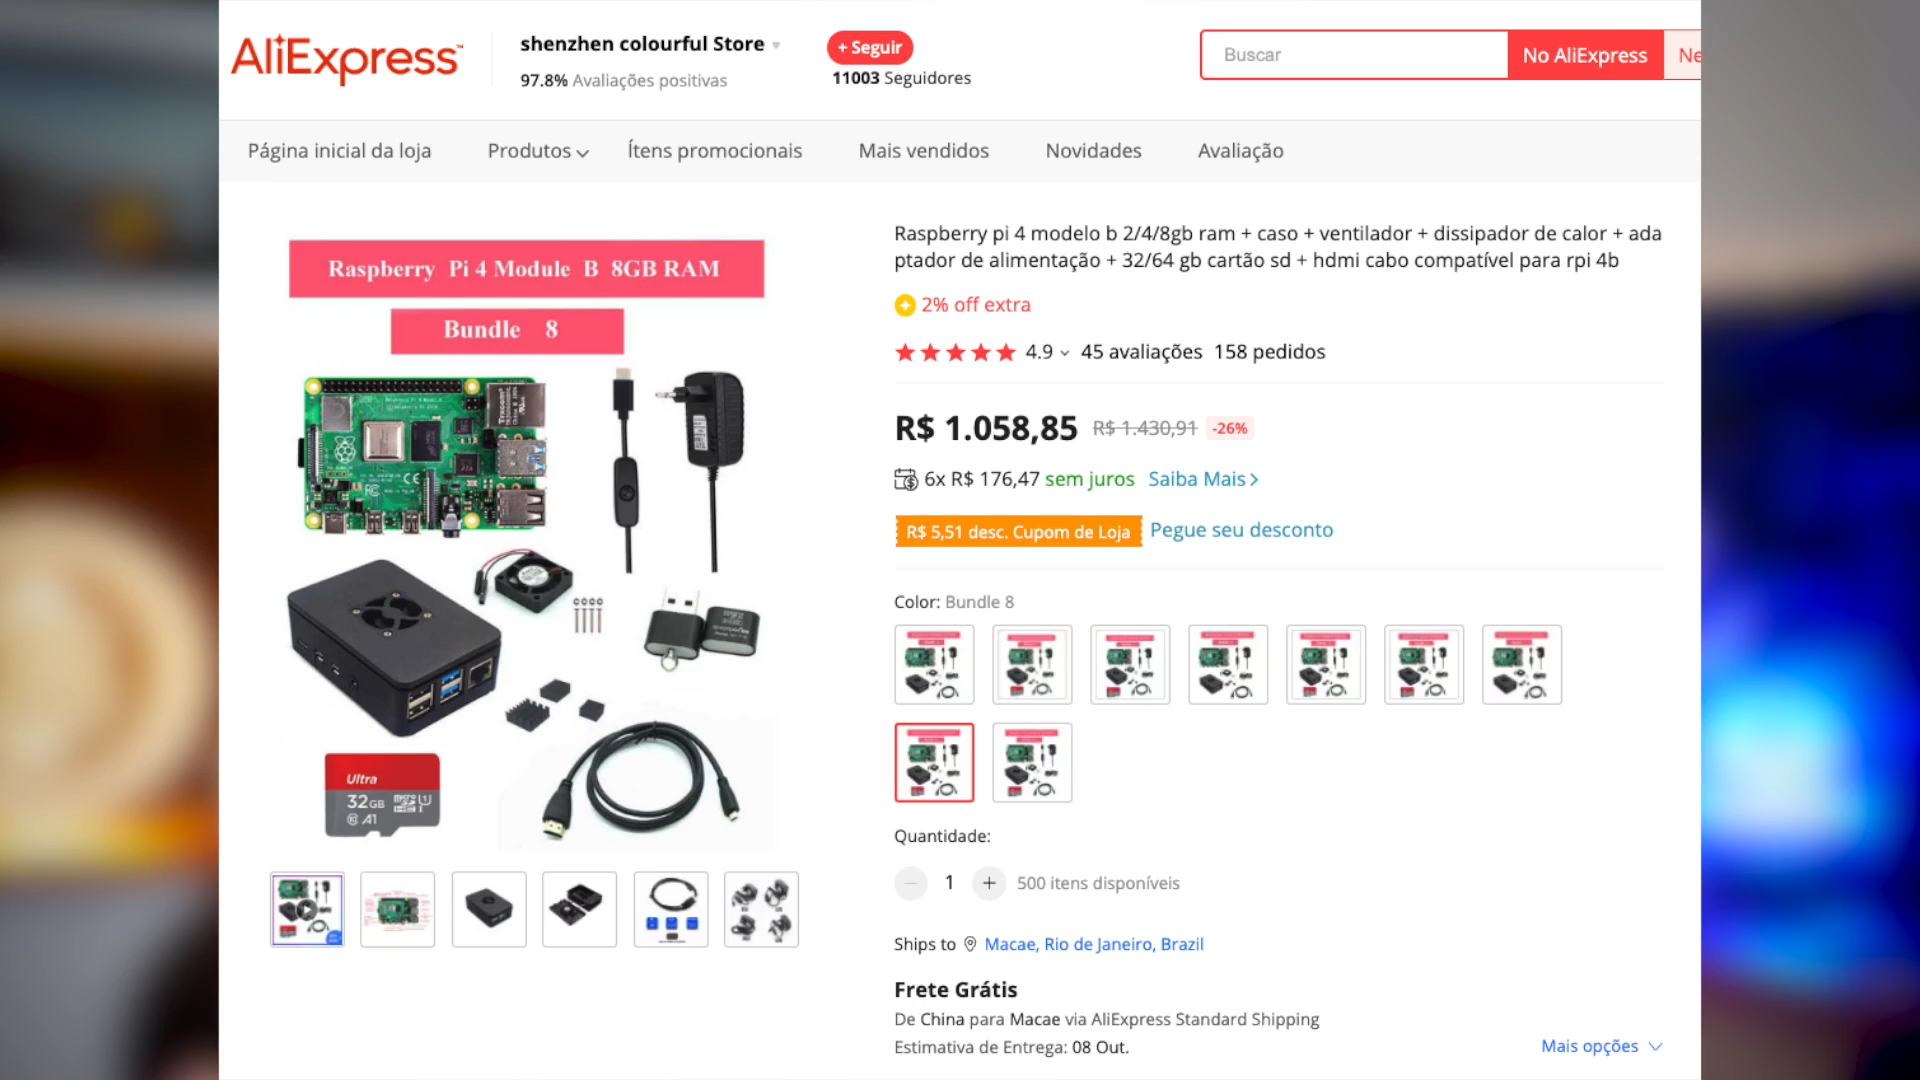 AliExpress™
shenzhen colourful Store
97.8% Avaliações positivas
+ Seguir
11003 Seguidores
Buscar
No AliExpress
Página inicial da loja
Produtos
Ítens promocionais
Mais vendidos
Novidades
Avaliação
Raspberry Pi 4 Module B 8GB RAM
Bundle 8
Ultra
32GB
A1
Raspberry pi 4 modelo b 2/4/8gb ram + caso + ventilador + dissipador de calor + ada
ptador de alimentação + 32/64 gb cartão sd + hdmi cabo compatível para rpi 4b
2% off extra
4.9 45 avaliações 158 pedidos
R$ 1.058,85 R$ 1.430,91 -26%
6x R$ 176,47 sem juros Saiba Mais
R$ 5,51 desc. Cupom de Loja Pegue seu desconto
Color: Bundle 8
Quantidade:
1 + 500 itens disponíveis
Ships to Macae, Rio de Janeiro, Brazil
Frete Grátis
De China para Macae via AliExpress Standard Shipping
Estimativa de Entrega: 08 Out.
Mais opções